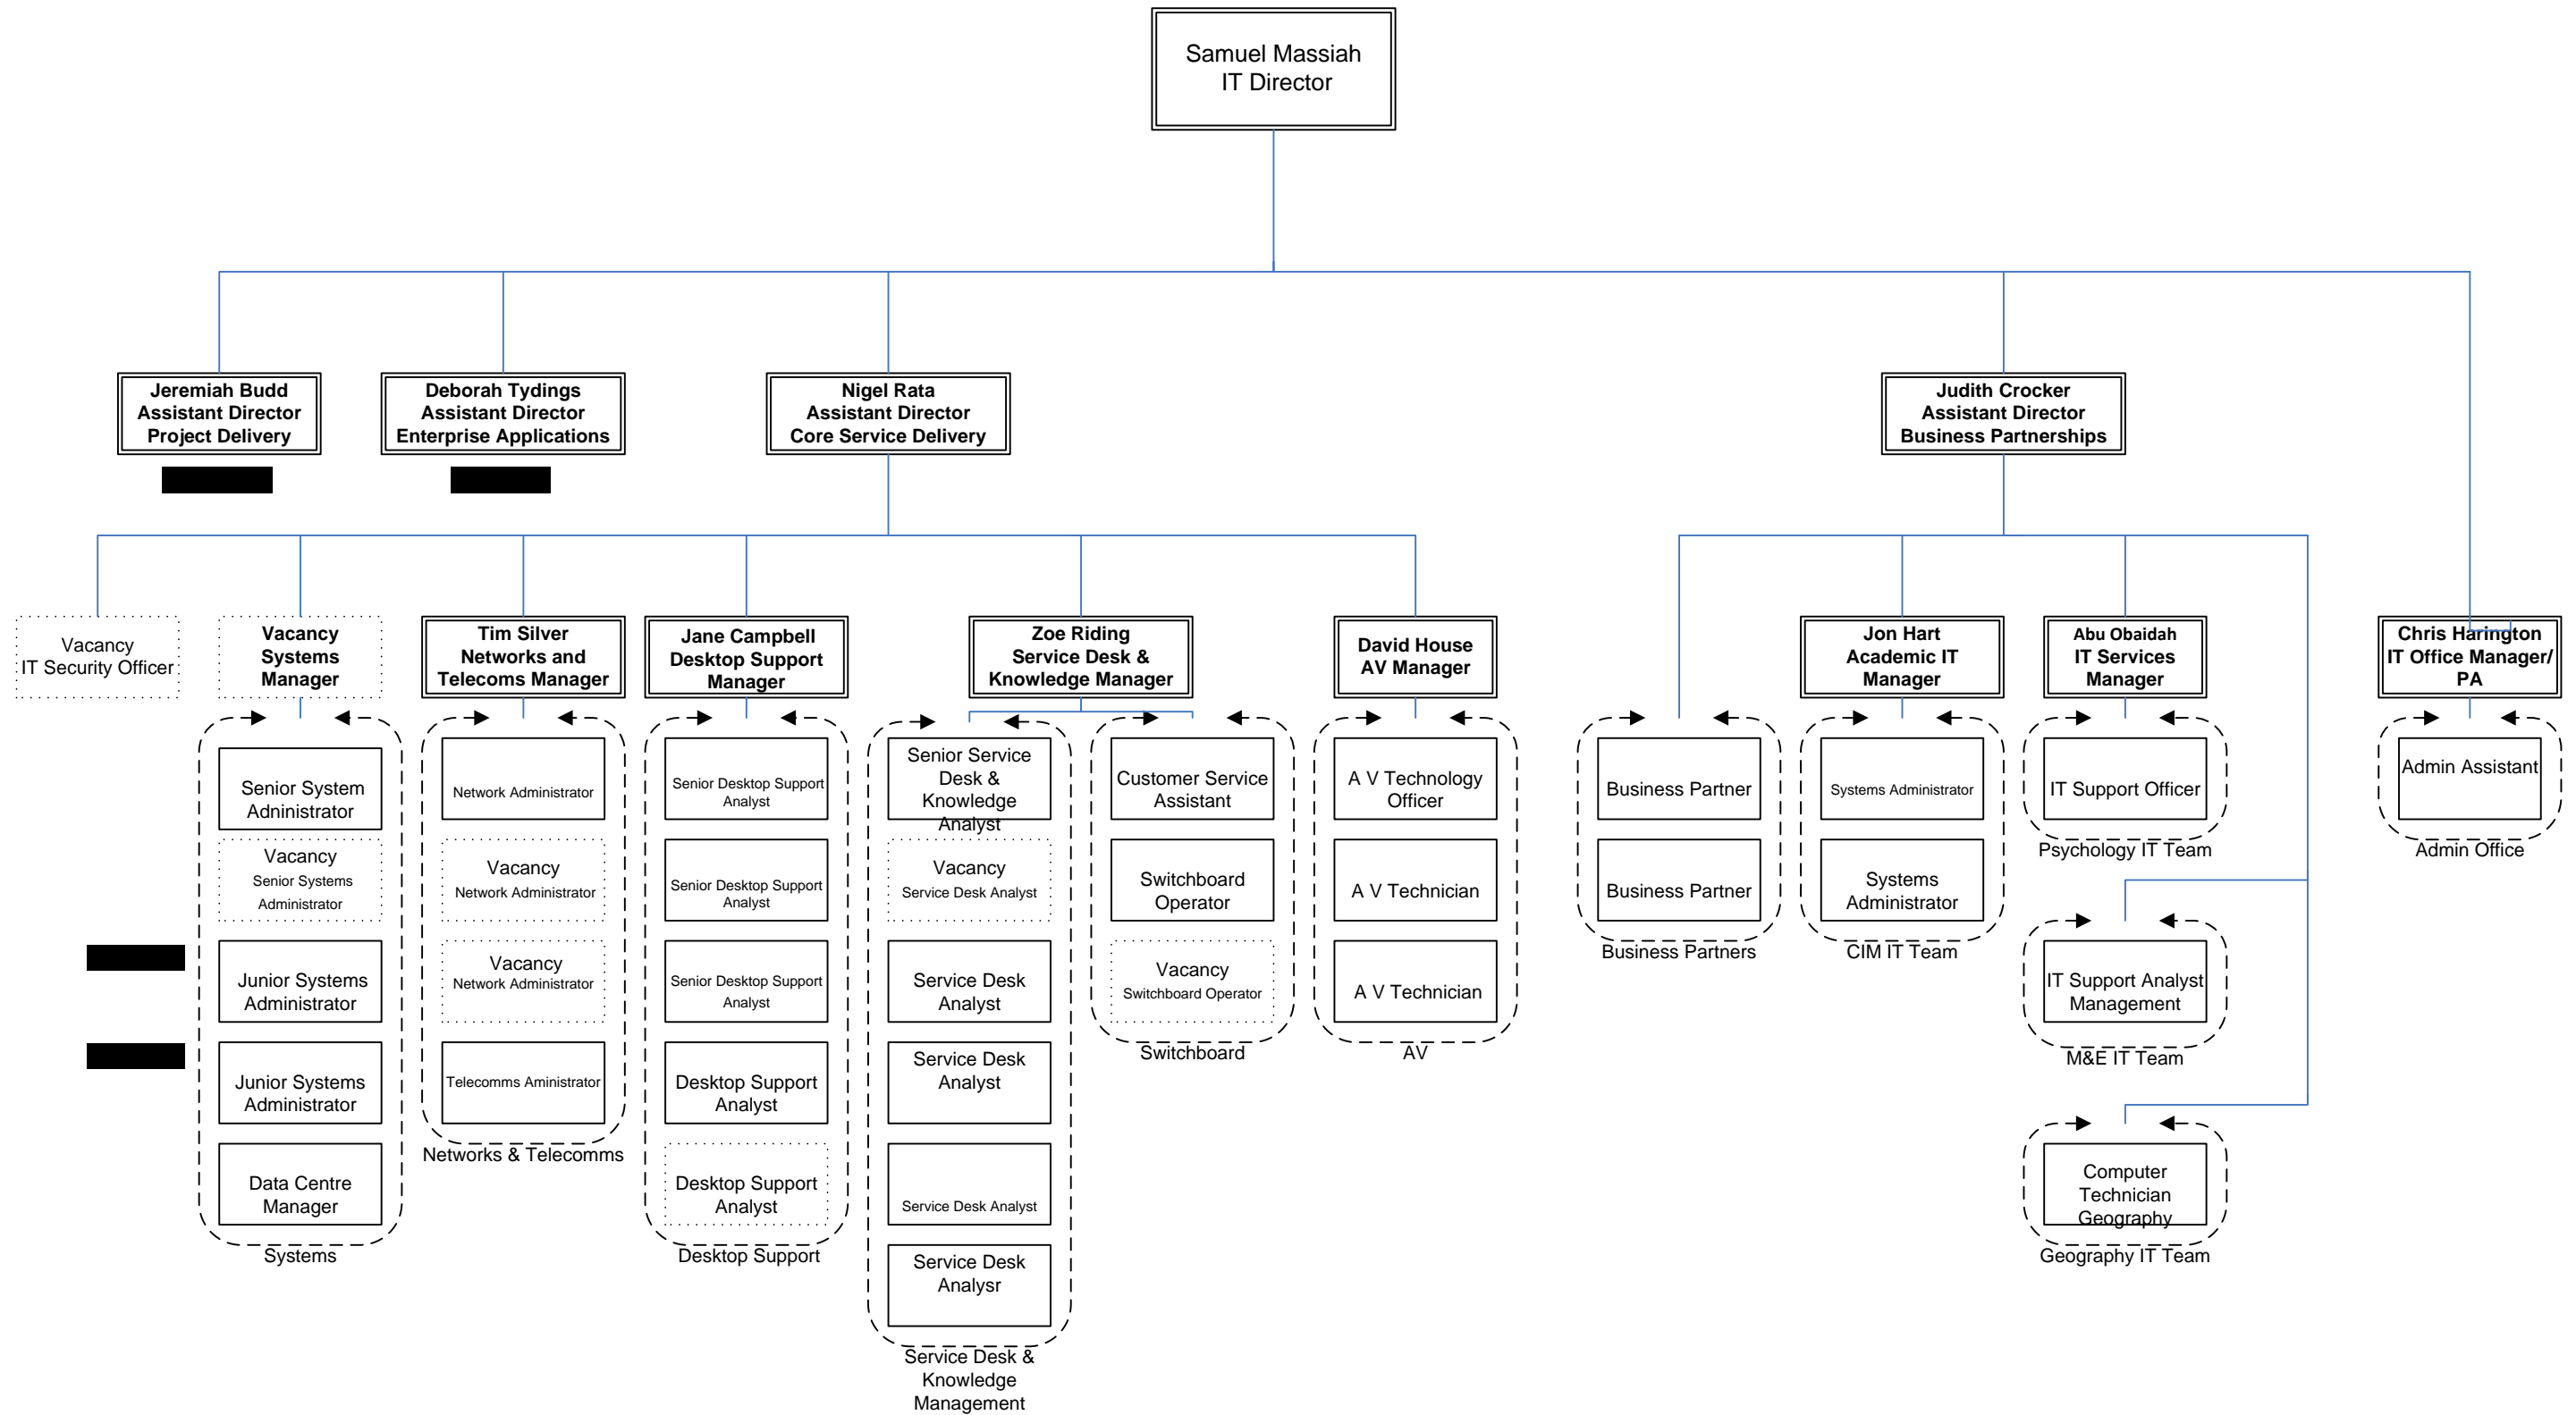 Samuel Massiah
IT Director
Jeremiah Budd
Assistant Director
Project Delivery
Deborah Tydings
Assistant Director
Enterprise Applications
Nigel Rata
Assistant Director
Core Service Delivery
Judith Crocker
Assistant Director
Business Partnerships
Vacancy
IT Security Officer
Vacancy
Systems
Manager
Tim Silver
Networks and
Telecoms Manager
Jane Campbell
Desktop Support
Manager
Zoe Riding
Service Desk &
Knowledge Manager
David House
AV Manager
Jon Hart
Academic IT
Manager
Abu Obaidah
IT Services
Manager
Chris Harington
IT Office Manager/
PA
Senior System
Adninistrator
Vacancy
Senior Systems
Administrator
Junior Systems
Administrator
Junior Systems
Administrator
Data Centre
Manager
Systems
Network Administrator
Vacancy
Network Administrator
Vacancy
Network Administrator
Telecomms Aministrator
Networks & Telecomms
Senior Desktop Support
Analyst
Senior Desktop Support
Analyst
Senior Desktop Support
Analyst
Desktop Support
Analyst
Desktop Support
Analyst
Desktop Support
Senior Service
Desk &
Knowledge
Analyst
Vacancy
Service Desk Analyst
Service Desk
Analyst
Service Desk
Analyst
Service Desk Analyst
Service Desk
Analysr
Service Desk &
Knowledge
Management
Customer Service
Assistant
Switchboard
Operator
Vacancy
Switchboard Operator
Switchboard
A V Technology
Officer
A V Technician
A V Technician
AV
Business Partner
Business Partner
Business Partners
Systems Administrator
Systems
Administrator
CIM IT Team
IT Support Officer
Psychology IT Team
IT Support Analyst
Management
M&E IT Team
Computer
Technician
Geography
Geography IT Team
Admin Assistant
Admin Office